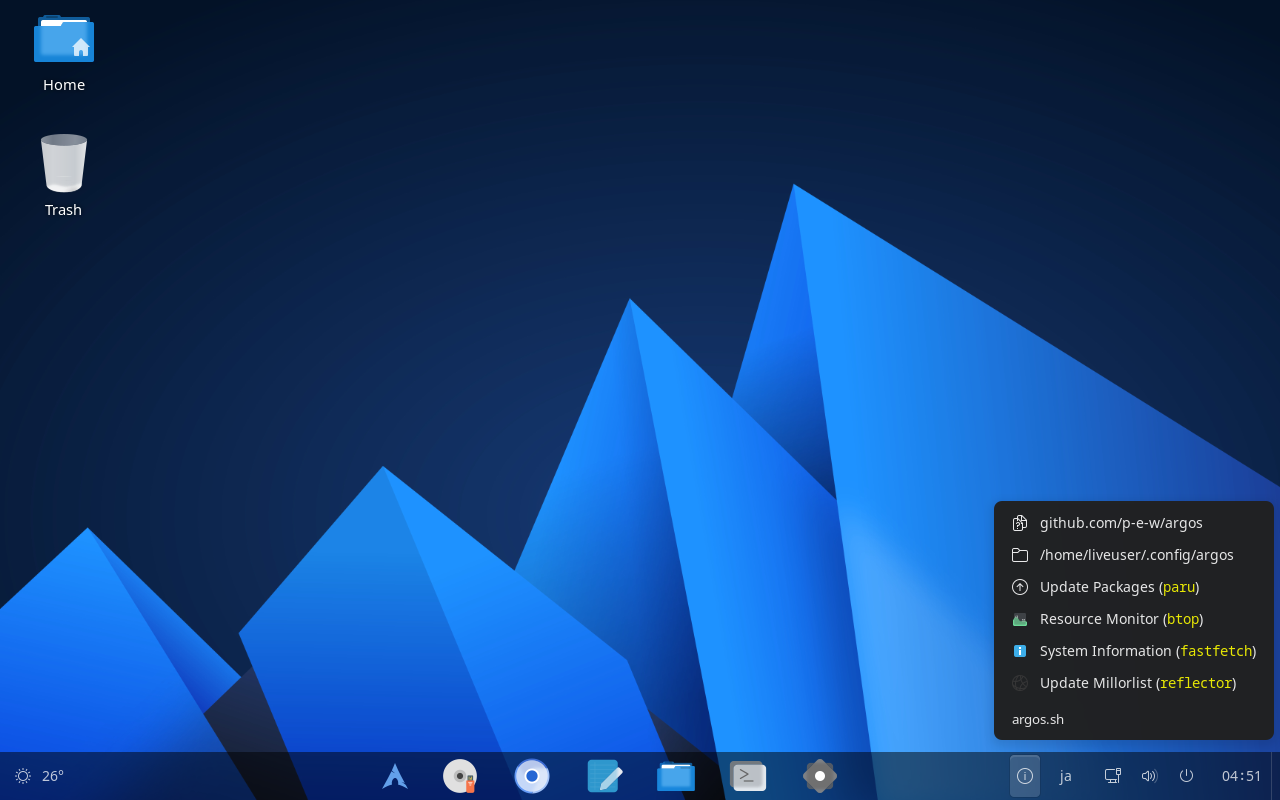 Home
Trash
github.com/p-e-w/argos
/home/liveuser/.config/argos
Update Packages (paru)
Resource Monitor (btop)
System Information (fastfetch)
Update Millorlist (reflector)
argos.sh
26°
ja
04:51